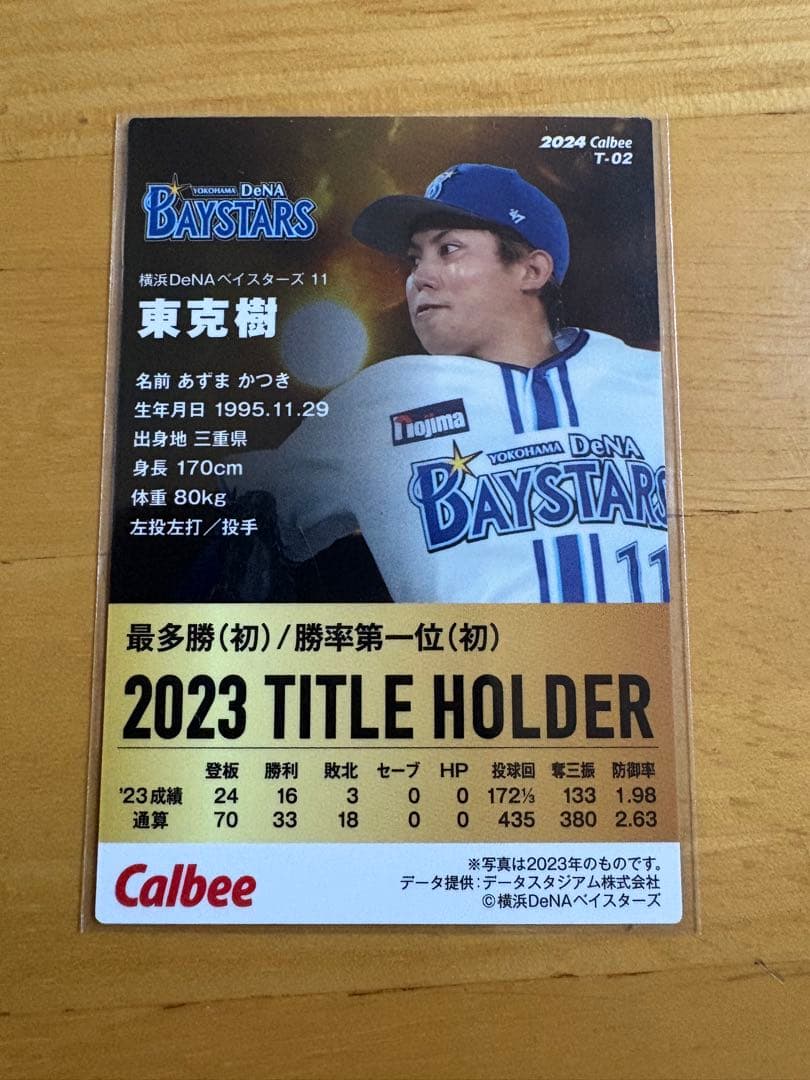 2024 Calbee
T-02
YOKOHAMA DeNA
BAYSTARS
横浜DeNAベイスターズ 11
東克樹
名前 あずま かつき
生年月日 1995.11.29
出身地 三重県
身長 170cm
体重 80kg
左投左打／投手
47
nojima
YOKOHAMA DeNA
BAYSTARS
11
最多勝(初)/勝率第一位(初)
2023 TITLE HOLDER
登板 勝利 敗北 セーブ HP 投球回 奪三振 防御率
'23成績 24 16 3 0 0 172⅓ 133 1.98
通算 70 33 18 0 0 435 380 2.63
Calbee
※写真は2023年のものです。
データ提供：データスタジアム株式会社
©横浜DeNAベイスターズ